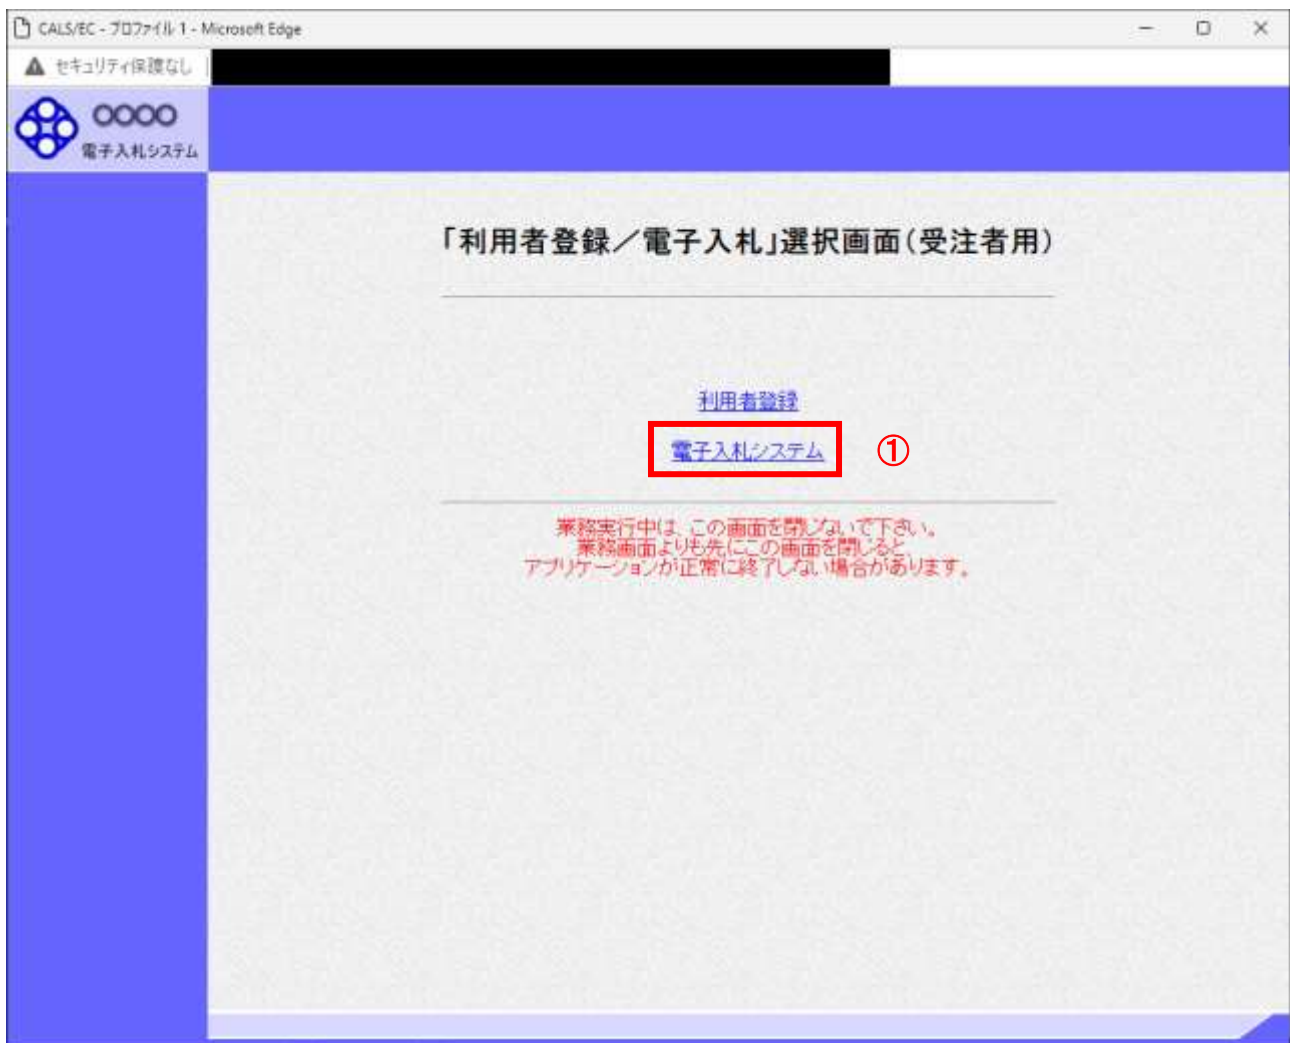 CALS/EC - プロファイル 1 - Microsoft Edge
セキュリティ保護なし
○○○○
電子入札システム
「利用者登録／電子入札」選択画面(受注者用)
利用者登録
電子入札システム ①
業務実行中は、この画面を閉じないで下さい。
業務画面よりも先にこの画面を閉じると
アプリケーションが正常に終了しない場合があります。